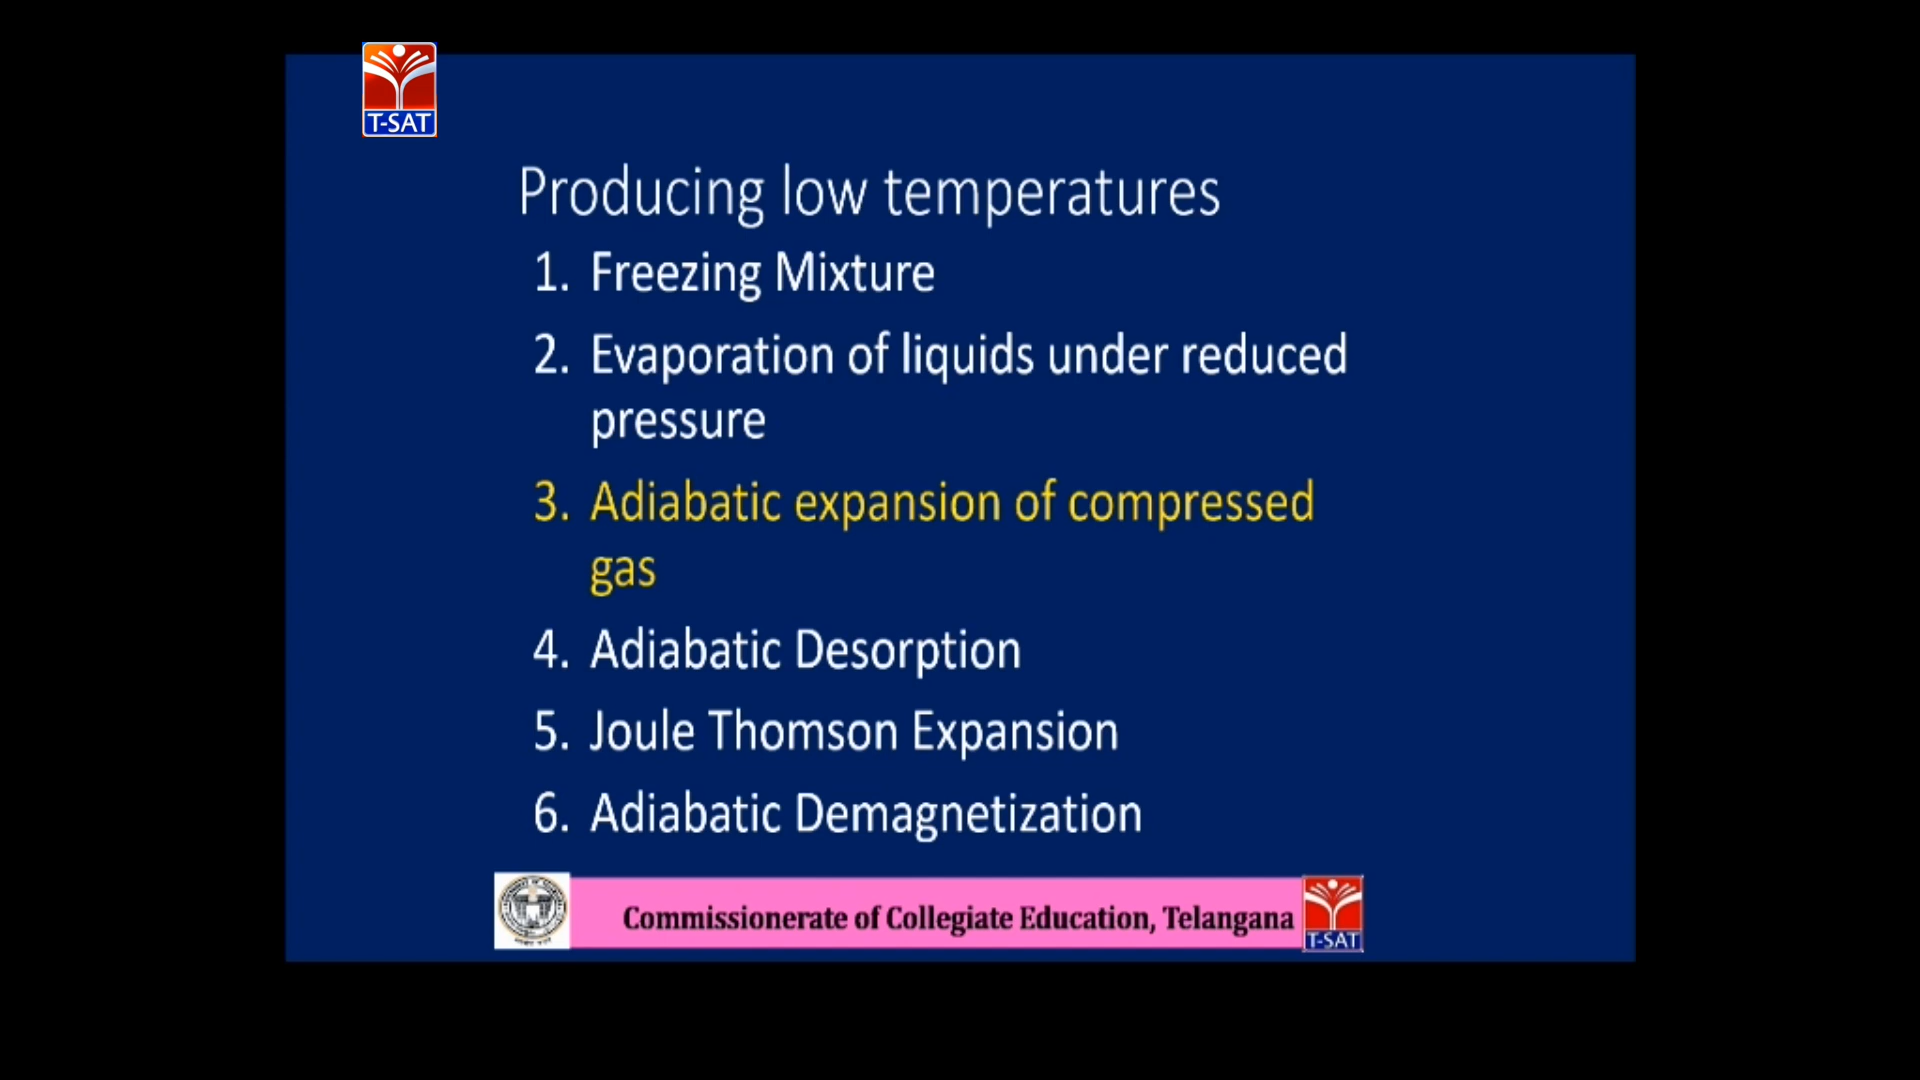 T-SAT
Producing low temperatures
1. Freezing Mixture
2. Evaporation of liquids under reduced
pressure
3. Adiabatic expansion of compressed
gas
4. Adiabatic Desorption
5. Joule Thomson Expansion
6. Adiabatic Demagnetization
Commissionerate of Collegiate Education, Telangana
T-SAT